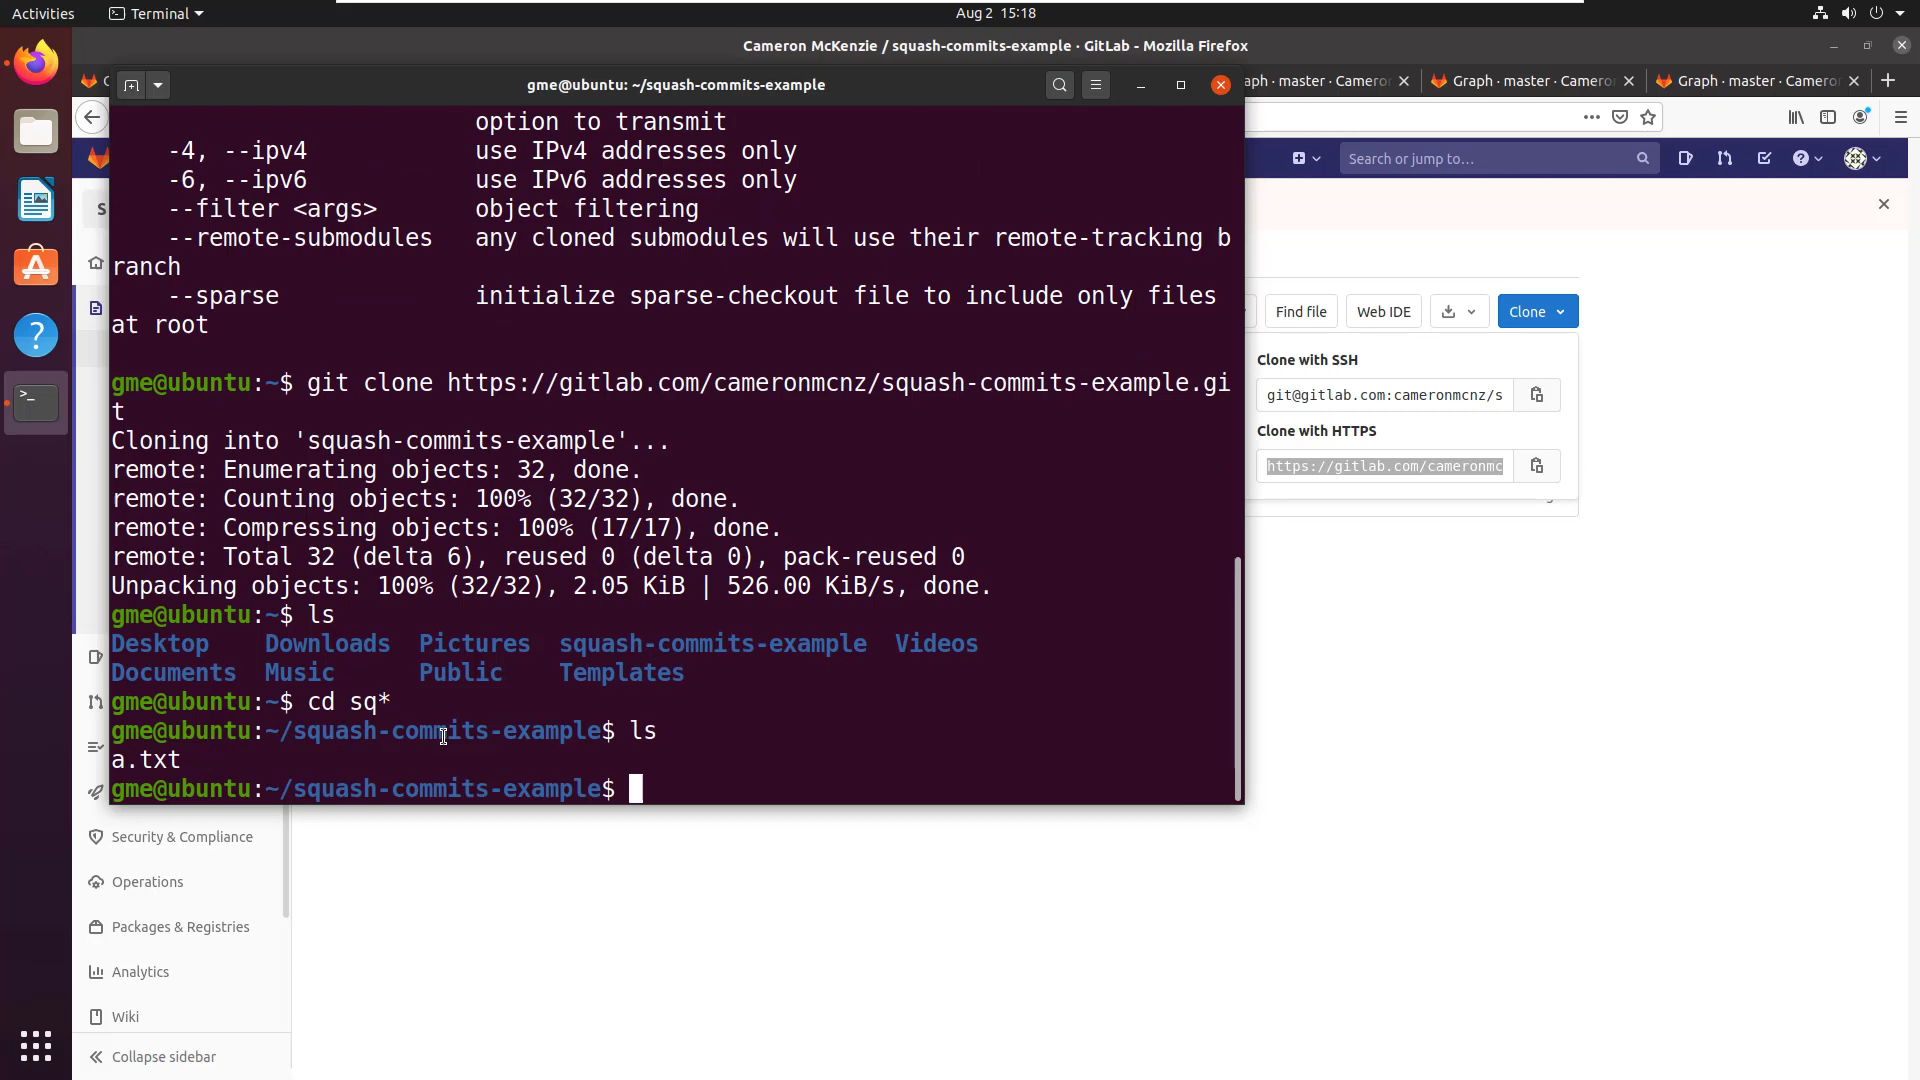 Activities
Terminal
Aug 2 15:18
Cameron McKenzie / squash-commits-example · GitLab - Mozilla Firefox
gme@ubuntu: ~/squash-commits-example
raph · master · Camero
Graph · master · Camero
Graph · master · Camero
Search or jump to...
option to transmit
-4, --ipv4 use IPv4 addresses only
-6, --ipv6 use IPv6 addresses only
--filter <args> object filtering
--remote-submodules any cloned submodules will use their remote-tracking b
ranch
--sparse initialize sparse-checkout file to include only files
at root
gme@ubuntu:~$ git clone https://gitlab.com/cameronmcnz/squash-commits-example.gi
t
Cloning into 'squash-commits-example'...
remote: Enumerating objects: 32, done.
remote: Counting objects: 100% (32/32), done.
remote: Compressing objects: 100% (17/17), done.
remote: Total 32 (delta 6), reused 0 (delta 0), pack-reused 0
Unpacking objects: 100% (32/32), 2.05 KiB | 526.00 KiB/s, done.
gme@ubuntu:~$ ls
Desktop Downloads Pictures squash-commits-example Videos
Documents Music Public Templates
gme@ubuntu:~$ cd sq*
gme@ubuntu:~/squash-commits-example$ ls
a.txt
gme@ubuntu:~/squash-commits-example$
Find file
Web IDE
Clone
Clone with SSH
git@gitlab.com:cameronmcnz/s
Clone with HTTPS
https://gitlab.com/cameronmc
S
Security & Compliance
Operations
Packages & Registries
Analytics
Wiki
Collapse sidebar